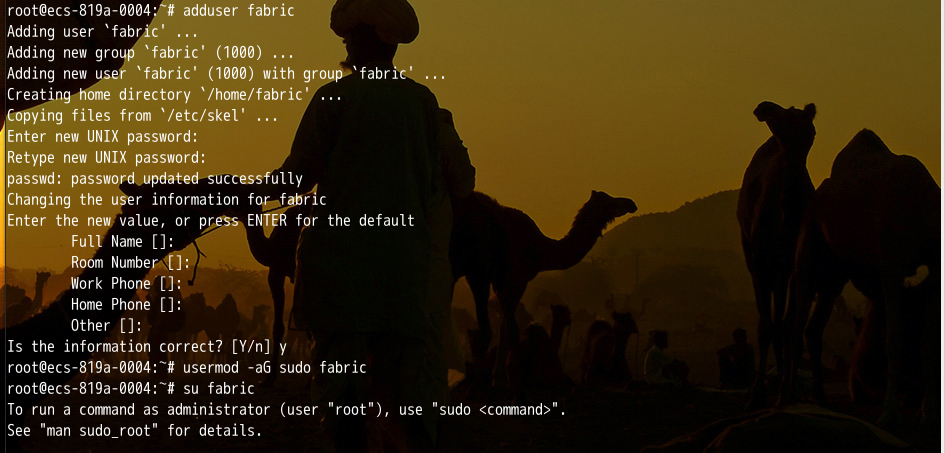 root@ecs-819a-0004:~# adduser fabric
Adding user `fabric' ...
Adding new group `fabric' (1000) ...
Adding new user `fabric' (1000) with group `fabric' ...
Creating home directory `/home/fabric' ...
Copying files from `/etc/skel' ...
Enter new UNIX password:
Retype new UNIX password:
passwd: password updated successfully
Changing the user information for fabric
Enter the new value, or press ENTER for the default
        Full Name []:
        Room Number []:
        Work Phone []:
        Home Phone []:
        Other []:
Is the information correct? [Y/n] y
root@ecs-819a-0004:~# usermod -aG sudo fabric
root@ecs-819a-0004:~# su fabric
To run a command as administrator (user "root"), use "sudo <command>".
See "man sudo_root" for details.